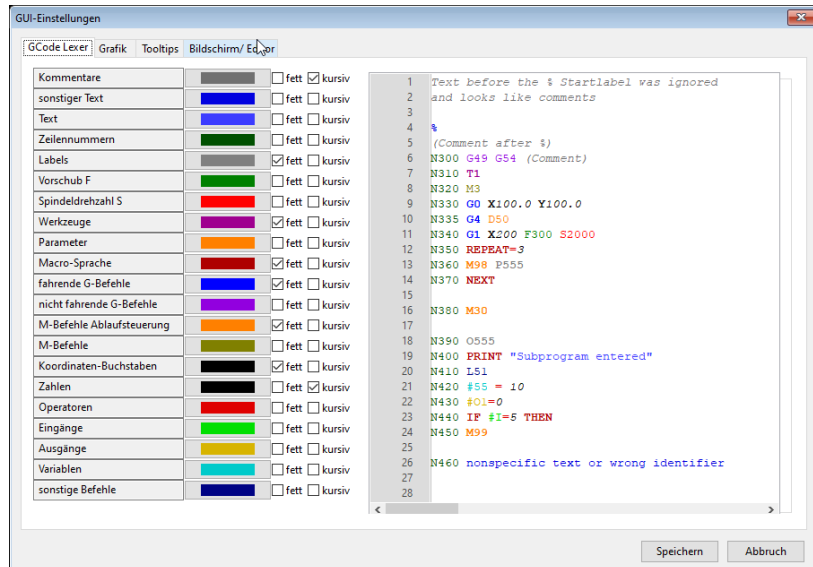 GUI-Einstellungen
GCode Lexer Grafik Tooltips Bildschirm/ Editor
Kommentare fett kursiv
sonstiger Text fett kursiv
Text fett kursiv
Zeilennummern fett kursiv
Labels fett kursiv
Vorschub F fett kursiv
Spindeldrehzahl S fett kursiv
Werkzeuge fett kursiv
Parameter fett kursiv
Macro-Sprache fett kursiv
fahrende G-Befehle fett kursiv
nicht fahrende G-Befehle fett kursiv
M-Befehle Ablaufsteuerung fett kursiv
M-Befehle fett kursiv
Koordinaten-Buchstaben fett kursiv
Zahlen fett kursiv
Operatoren fett kursiv
Eingänge fett kursiv
Ausgänge fett kursiv
Variablen fett kursiv
sonstige Befehle fett kursiv
1 Text before the % Startlabel was ignored
2 and looks like comments
3
4 %
5 (Comment after %)
6 N300 G49 G54 (Comment)
7 N310 T1
8 N320 M3
9 N330 G0 X100.0 Y100.0
10 N335 G4 D50
11 N340 G1 X200 F300 S2000
12 N350 REPEAT=3
13 N360 M98 P555
14 N370 NEXT
15
16 N380 M30
17
18 N390 O555
19 N400 PRINT "Subprogram entered"
20 N410 L51
21 N420 #55 = 10
22 N430 #O1=0
23 N440 IF #I=5 THEN
24 N450 M99
25
26 N460 nonspecific text or wrong identifier
27
28
Speichern Abbruch